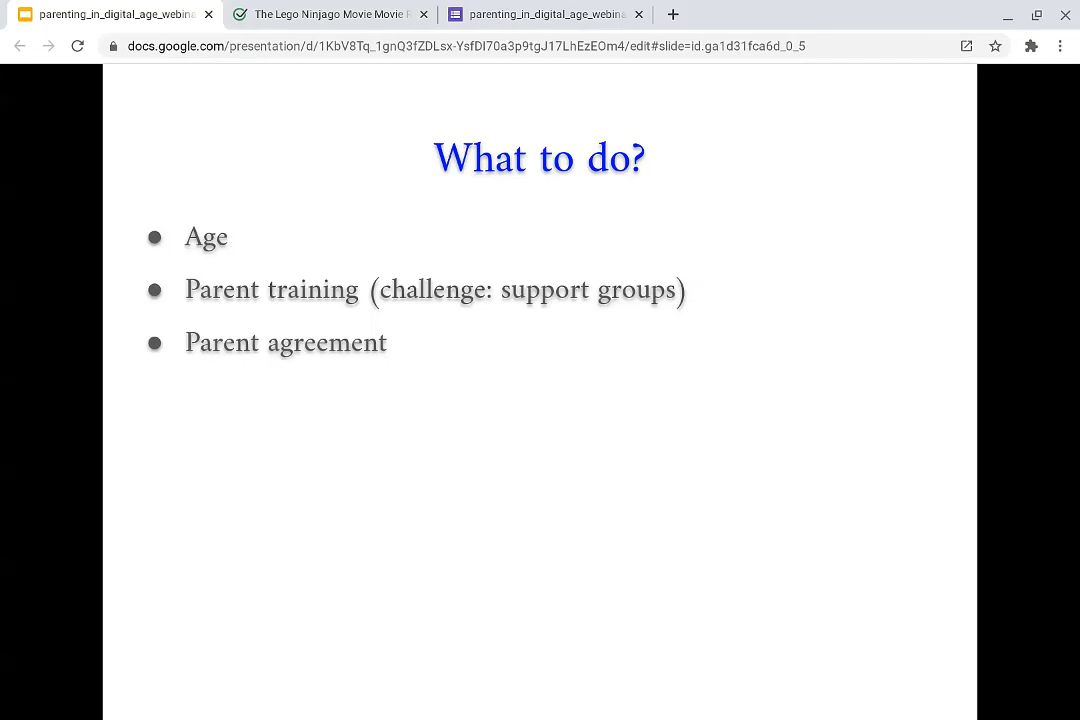 parenting_in_digital_age_webina
The Lego Ninjago Movie Movie
parenting_in_digital_age_webina
docs.google.com/presentation/d/1KbV8Tq_1gnQ3fZDLsx-YsfDI70a3p9tgJ17LhEzEOm4/edit#slide=id.ga1d31fca6d_0_5
What to do?
● Age
● Parent training (challenge: support groups)
● Parent agreement